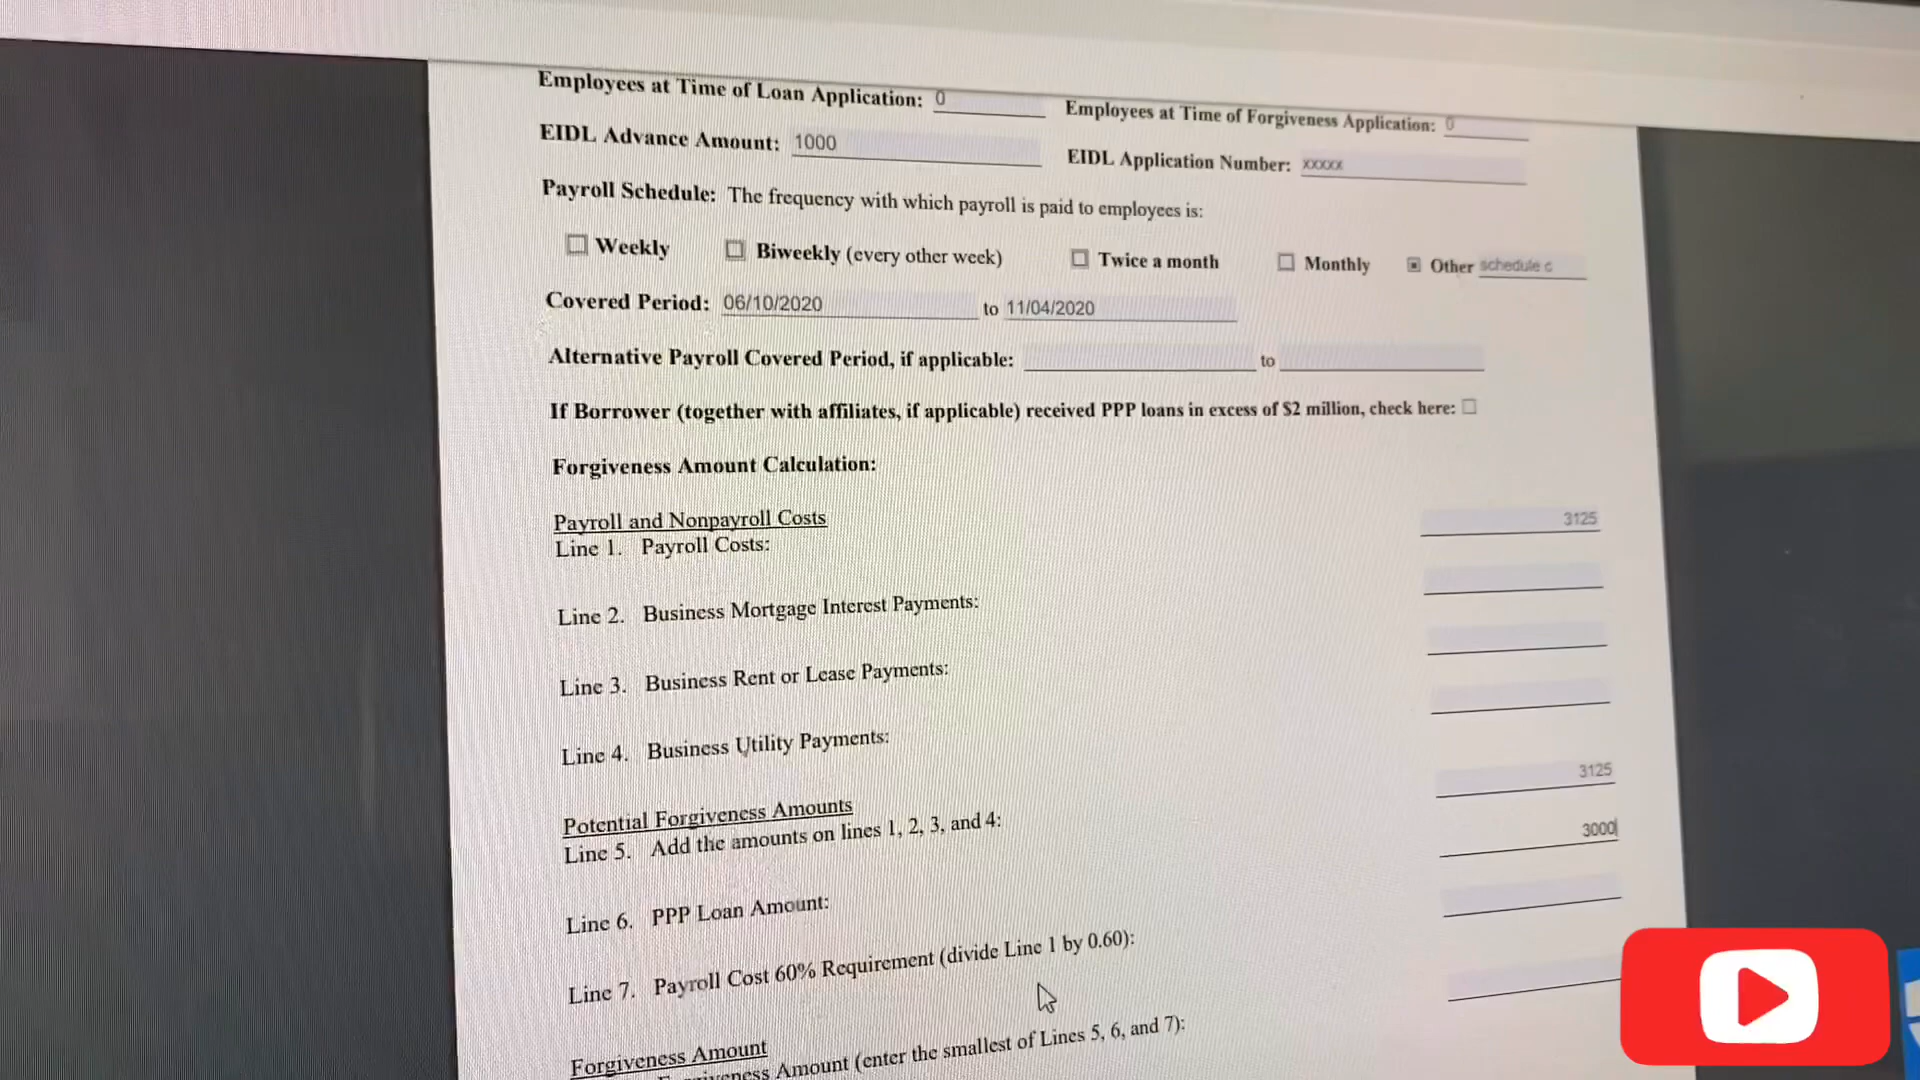 Employees at Time of Loan Application: 0 Employees at Time of Forgiveness Application: 0
EIDL Advance Amount: 1000 EIDL Application Number: xxxxx
Payroll Schedule: The frequency with which payroll is paid to employees is:
Weekly Biweekly (every other week) Twice a month Monthly Other schedule c
Covered Period: 06/10/2020 to 11/04/2020
Alternative Payroll Covered Period, if applicable: to
If Borrower (together with affiliates, if applicable) received PPP loans in excess of $2 million, check here:
Forgiveness Amount Calculation:
Payroll and Nonpayroll Costs
Line 1. Payroll Costs: 3125
Line 2. Business Mortgage Interest Payments:
Line 3. Business Rent or Lease Payments:
Line 4. Business Utility Payments:
Potential Forgiveness Amounts
Line 5. Add the amounts on lines 1, 2, 3, and 4: 3125
Line 6. PPP Loan Amount: 3000
Line 7. Payroll Cost 60% Requirement (divide Line 1 by 0.60):
Forgiveness Amount
Amount (enter the smallest of Lines 5, 6, and 7):